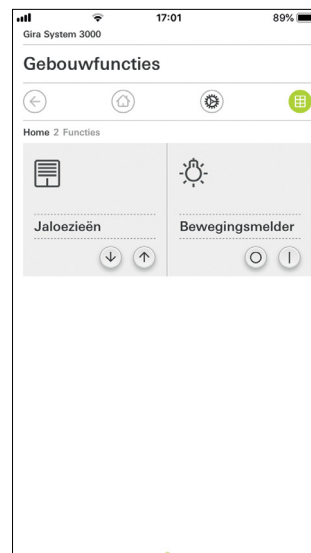 17:01
89%
Gira System 3000
Gebouwfuncties
Home 2 Functies
Jaloezieën
Bewegingsmelder